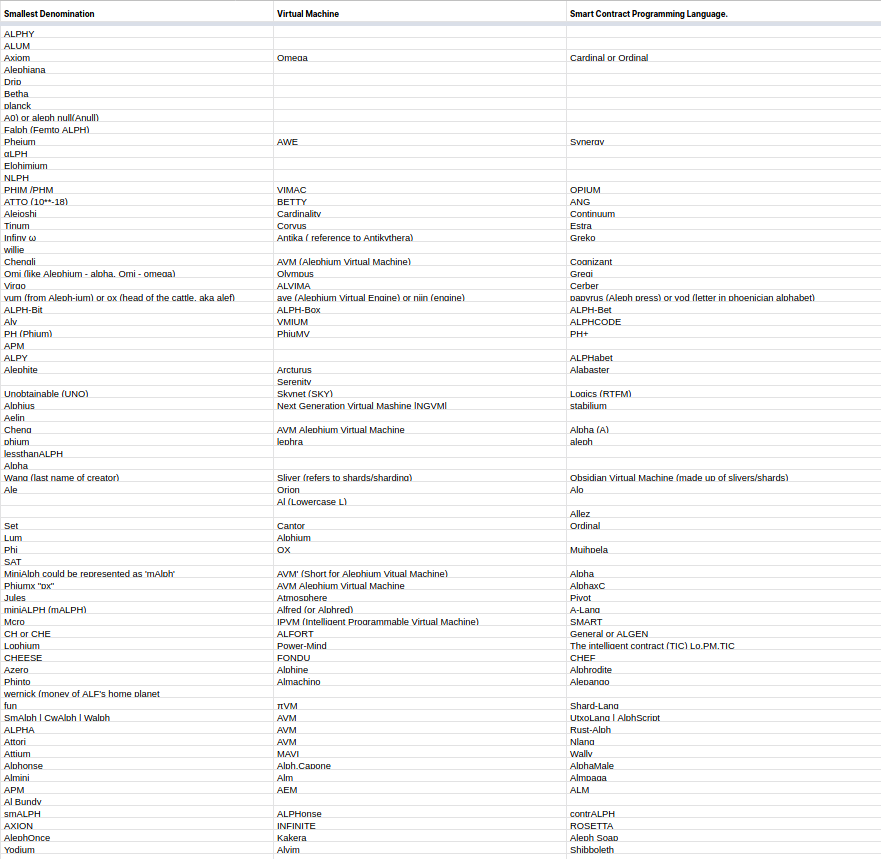 Smallest Denomination Virtual Machine Smart Contract Programming Language.
ALPHY
ALUM
Axiom Omega Cardinal or Ordinal
Alephiana
Drip
Betha
planck
A0) or aleph null(Anull)
Falph (Femto ALPH)
Pheium AWE Synergy
gLPH
Elohimium
NLPH
PHIM /PHM VIMAC OPIUM
ATTO (10**-18) BETTY ANG
Aleioshi Cardinality Continuum
Tinum Corvus Estra
Infiny ω Antika ( reference to Antikythera) Greko
willie
Chengli AVM (Alephium Virtual Machine) Cognizant
Omi (like Alephium - alpha, Omi - omega) Olympus Gregi
Virgo ALVIMA Cerber
yum (from Aleph-ium) or ox (head of the cattle, aka alef) ave (Alephium Virtual Engine) or njin (engine) papyrus (Aleph press) or yod (letter in phoenician alphabet)
ALPH-Bit ALPH-Box ALPH-Bet
Aly VMIUM ALPHCODE
PH (Phium) PhiuMV PH+
APM
ALPY ALPHabet
Alephite Arcturus Alabaster
Serenity
Unobtainable (UNO) Skynet (SKY) Logics (RTFM)
Alphius Next Generation Virtual Machine |NGVM| stabilium
Aelin
Cheng AVM Alephium Virtual Machine Alpha (A)
phium lephra aleph
lessthanALPH
Alpha
Wang (last name of creator) Sliver (refers to shards/sharding) Obsidian Virtual Machine (made up of slivers/shards)
Ale Orion Alo
Al (Lowercase L)
Allez
Set Cantor Ordinal
Lum Alphium
Phi OX Muihpela
SAT
MiniAlph could be represented as 'mAlph' AVM' (Short for Alephium Vitual Machine) Alpha
Phiumx "px" AVM Alephium Virtual Machine AlphaxC
Jules Atmosphere Pivot
miniALPH (mALPH) Alfred (or Alphred) A-Lang
Mcro IPVM (Intelligent Programmable Virtual Machine) SMART
CH or CHE ALFORT General or ALGEN
Lophium Power-Mind The intelligent contract (TIC) Lo.PM.TIC
CHEESE FONDU CHEF
Azero Alphine Alphrodite
Phinto Almachino Alepango
wernick (money of ALF's home planet
fun πVM Shard-Lang
SmAlph | CwAlph | Walph AVM UtxoLang | AlphScript
ALPHA AVM Rust-Alph
Attori AVM Nlang
Attium MAVI Wally
Alphonse Alph.Capone AlphaMale
Almini Alm Almpaga
APM AEM ALM
Al Bundy
smALPH ALPHonse contrALPH
AXION INFINITE ROSETTA
AlephOnce Kakera Aleph Soap
Yodium Alvim Shibboleth